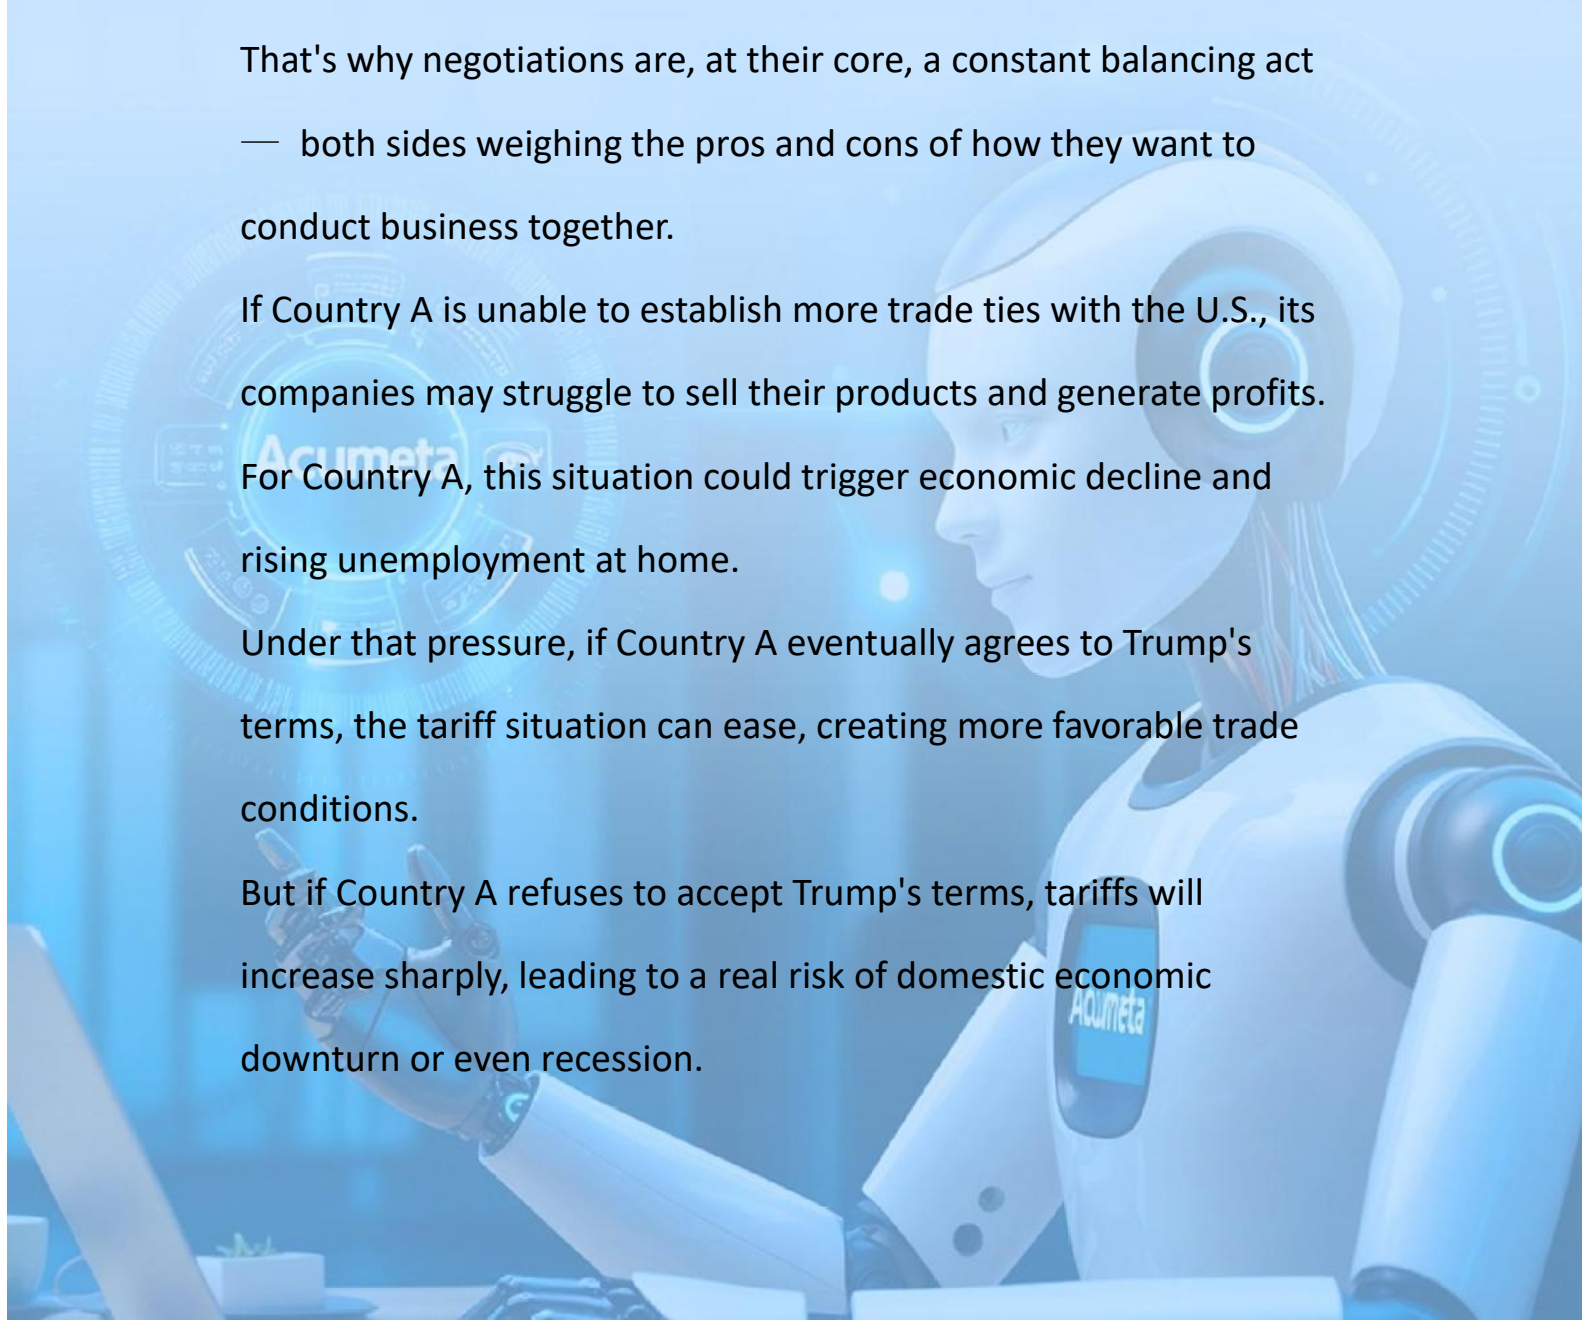 That's why negotiations are, at their core, a constant balancing act
— both sides weighing the pros and cons of how they want to
conduct business together.
If Country A is unable to establish more trade ties with the U.S., its
companies may struggle to sell their products and generate profits.
Acumeta
For Country A, this situation could trigger economic decline and
rising unemployment at home.
Under that pressure, if Country A eventually agrees to Trump's
terms, the tariff situation can ease, creating more favorable trade
conditions.
But if Country A refuses to accept Trump's terms, tariffs will
increase sharply, leading to a real risk of domestic economic
Acumeta
downturn or even recession.